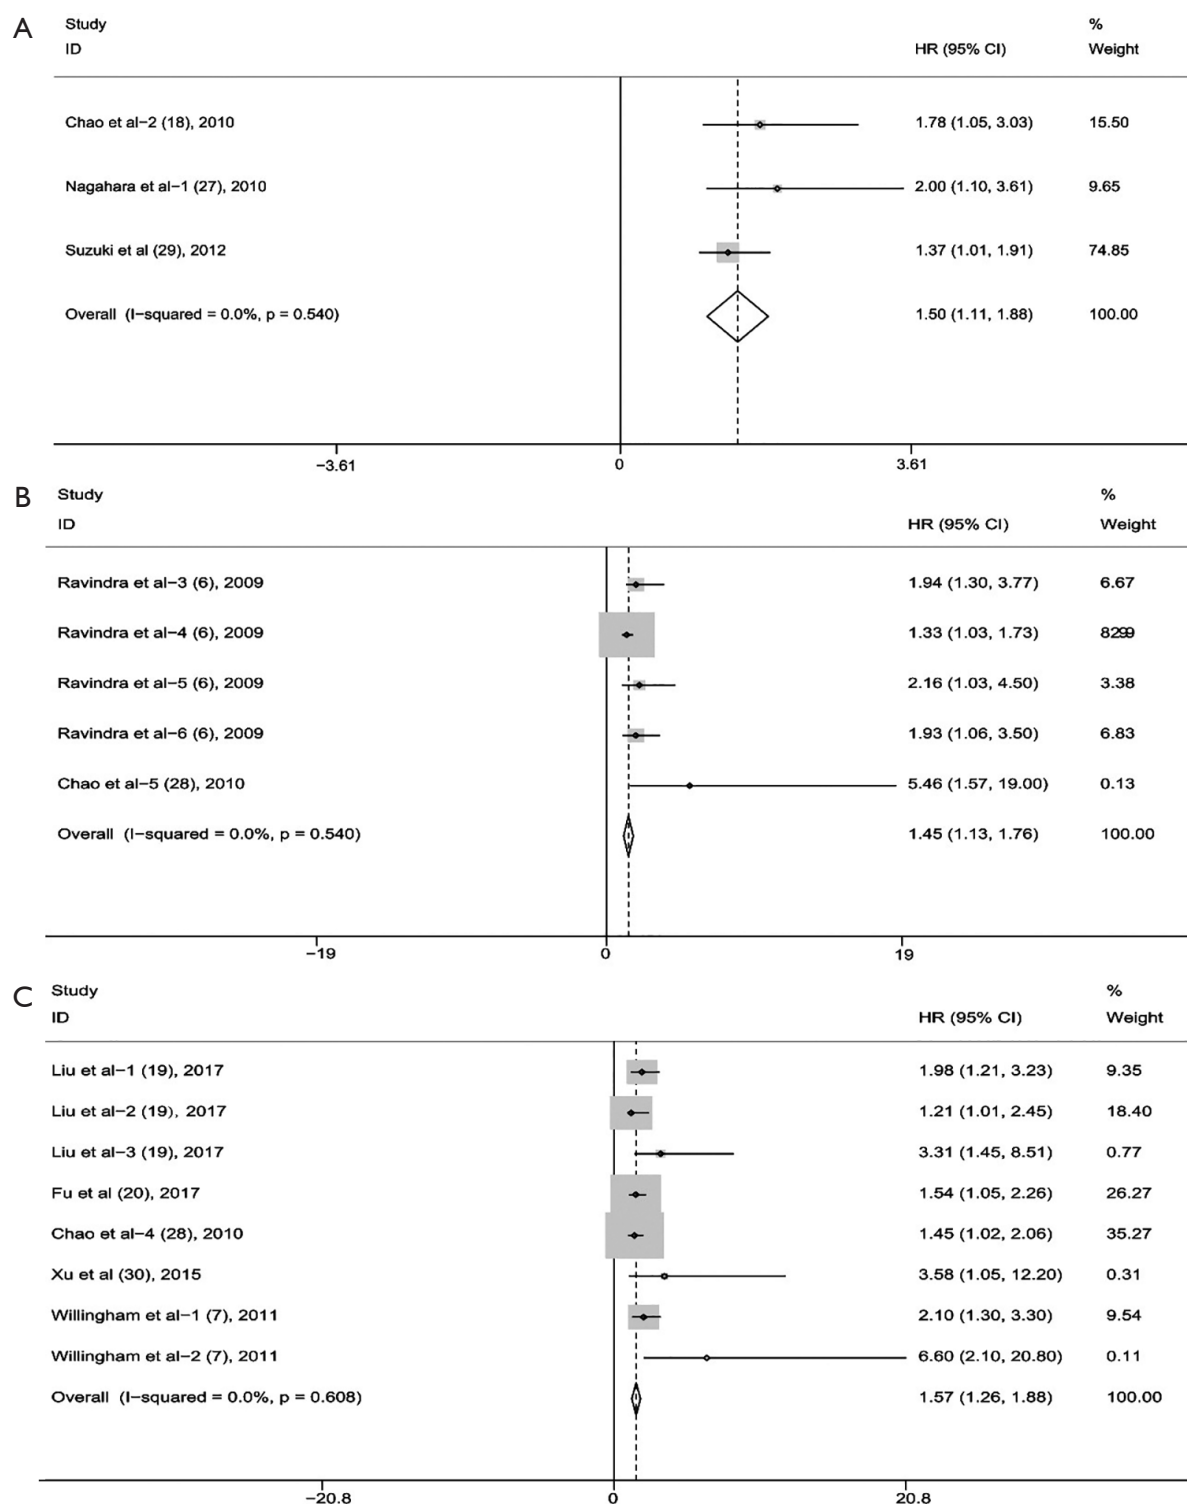 A
Study %
ID HR (95% CI) Weight
Chao et al−2 (18), 2010 1.78 (1.05, 3.03) 15.50
Nagahara et al−1 (27), 2010 2.00 (1.10, 3.61) 9.65
Suzuki et al (29), 2012 1.37 (1.01, 1.91) 74.85
Overall (I−squared = 0.0%, p = 0.540) 1.50 (1.11, 1.88) 100.00
−3.61 0 3.61
B
Study %
ID HR (95% CI) Weight
Ravindra et al−3 (6), 2009 1.94 (1.30, 3.77) 6.67
Ravindra et al−4 (6), 2009 1.33 (1.03, 1.73)
Ravindra et al−5 (6), 2009 2.16 (1.03, 4.50) 3.38
Ravindra et al−6 (6), 2009 1.93 (1.06, 3.50) 6.83
Chao et al−5 (28), 2010 5.46 (1.57, 19.00) 0.13
Overall (I−squared = 0.0%, p = 0.540) 1.45 (1.13, 1.76) 100.00
−19 0 19
C
Study %
ID HR (95% CI) Weight
Liu et al−1 (19), 2017 1.98 (1.21, 3.23) 9.35
Liu et al−2 (19), 2017 1.21 (1.01, 2.45) 18.40
Liu et al−3 (19), 2017 3.31 (1.45, 8.51) 0.77
Fu et al (20), 2017 1.54 (1.05, 2.26) 26.27
Chao et al−4 (28), 2010 1.45 (1.02, 2.06) 35.27
Xu et al (30), 2015 3.58 (1.05, 12.20) 0.31
Willingham et al−1 (7), 2011 2.10 (1.30, 3.30) 9.54
Willingham et al−2 (7), 2011 6.60 (2.10, 20.80) 0.11
Overall (I−squared = 0.0%, p = 0.608) 1.57 (1.26, 1.88) 100.00
−20.8 0 20.8